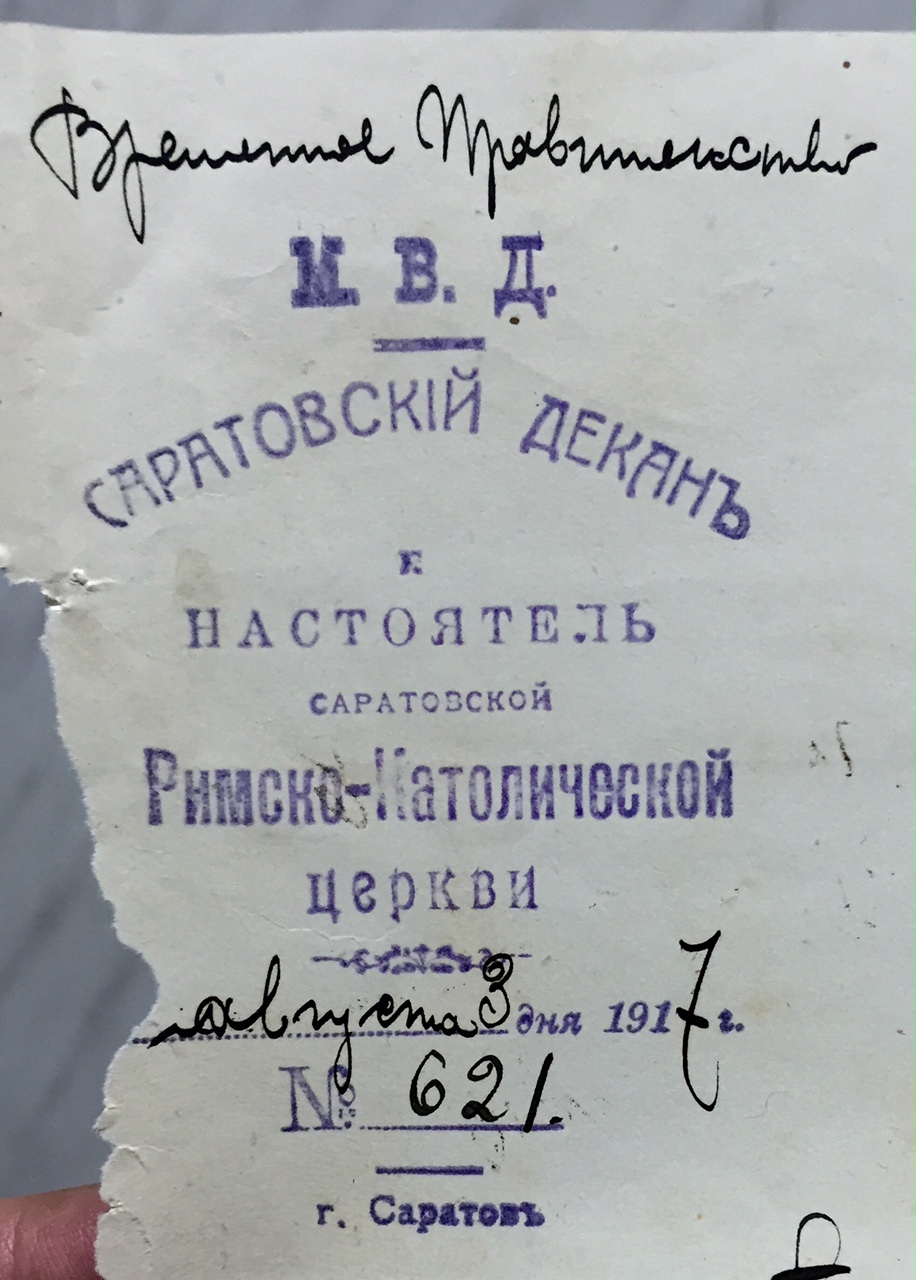 Временное Правительство
М. В. Д.
САРАТОВСКІЙ ДЕКАНЪ
и
НАСТОЯТЕЛЬ
САРАТОВСКОЙ
Римско-Католической
церкви
августа 3 дня 1917 г.
№ 621.
г. Саратовъ